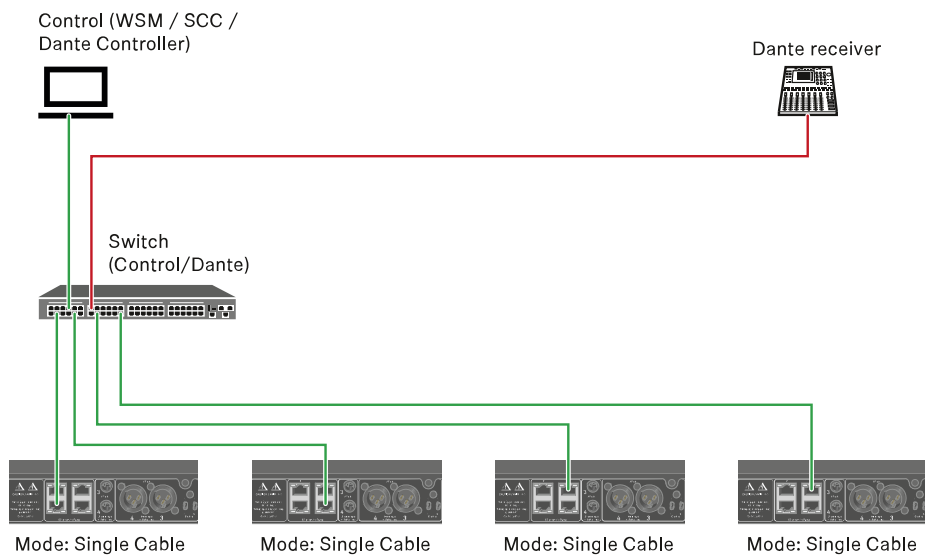 Control (WSM / SCC /
Dante Controller)
Dante receiver
Switch
(Control/Dante)
Mode: Single Cable
Mode: Single Cable
Mode: Single Cable
Mode: Single Cable